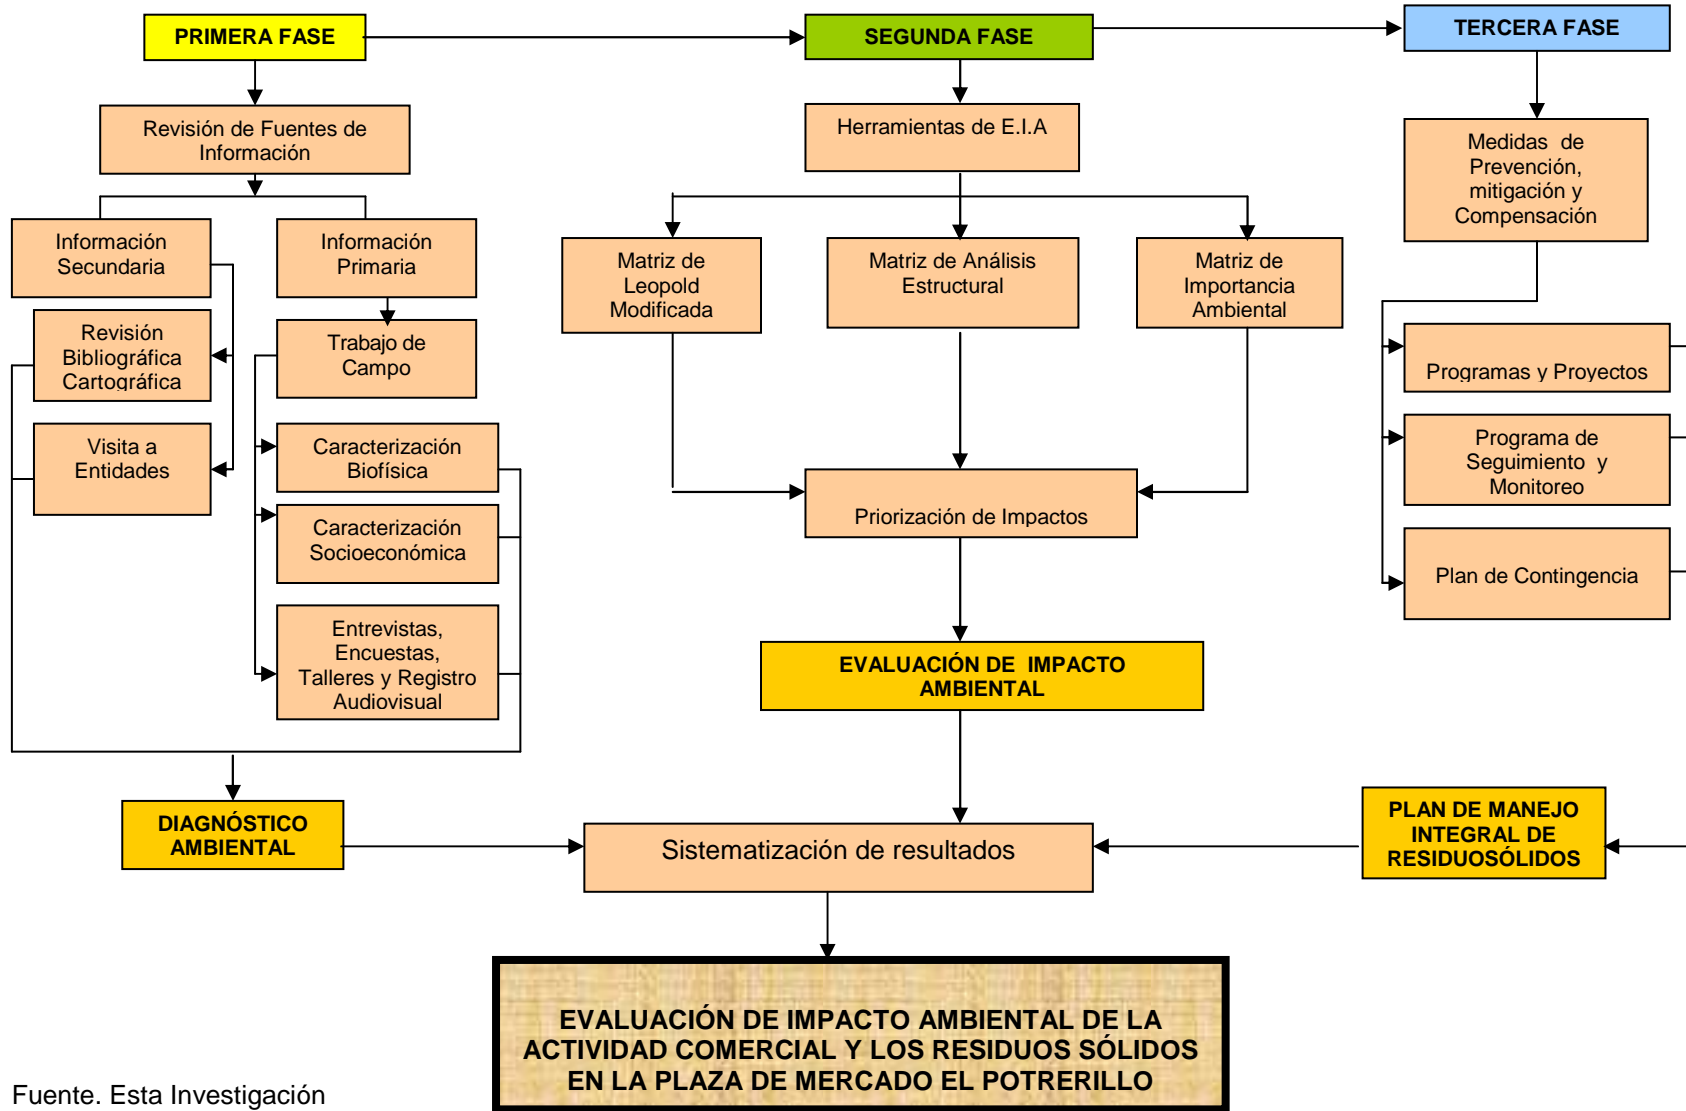 PRIMERA FASE
SEGUNDA FASE
TERCERA FASE
Revisión de Fuentes de
Información
Herramientas de E.I.A
Medidas de
Prevención,
mitigación y
Compensación
Información
Secundaria
Información
Primaria
Matriz de
Leopold
Modificada
Matriz de Análisis
Estructural
Matriz de
Importancia
Ambiental
Revisión
Bibliográfica
Cartográfica
Trabajo de
Campo
Programas y Proyectos
Visita a
Entidades
Caracterización
Biofísica
Programa de
Seguimiento y
Monitoreo
Caracterización
Socioeconómica
Priorización de Impactos
Plan de Contingencia
Entrevistas,
Encuestas,
Talleres y Registro
Audiovisual
EVALUACIÓN DE IMPACTO
AMBIENTAL
DIAGNÓSTICO
AMBIENTAL
Sistematización de resultados
PLAN DE MANEJO
INTEGRAL DE
RESIDUOSÓLIDOS
EVALUACIÓN DE IMPACTO AMBIENTAL DE LA
ACTIVIDAD COMERCIAL Y LOS RESIDUOS SÓLIDOS
EN LA PLAZA DE MERCADO EL POTRERILLO
Fuente. Esta Investigación